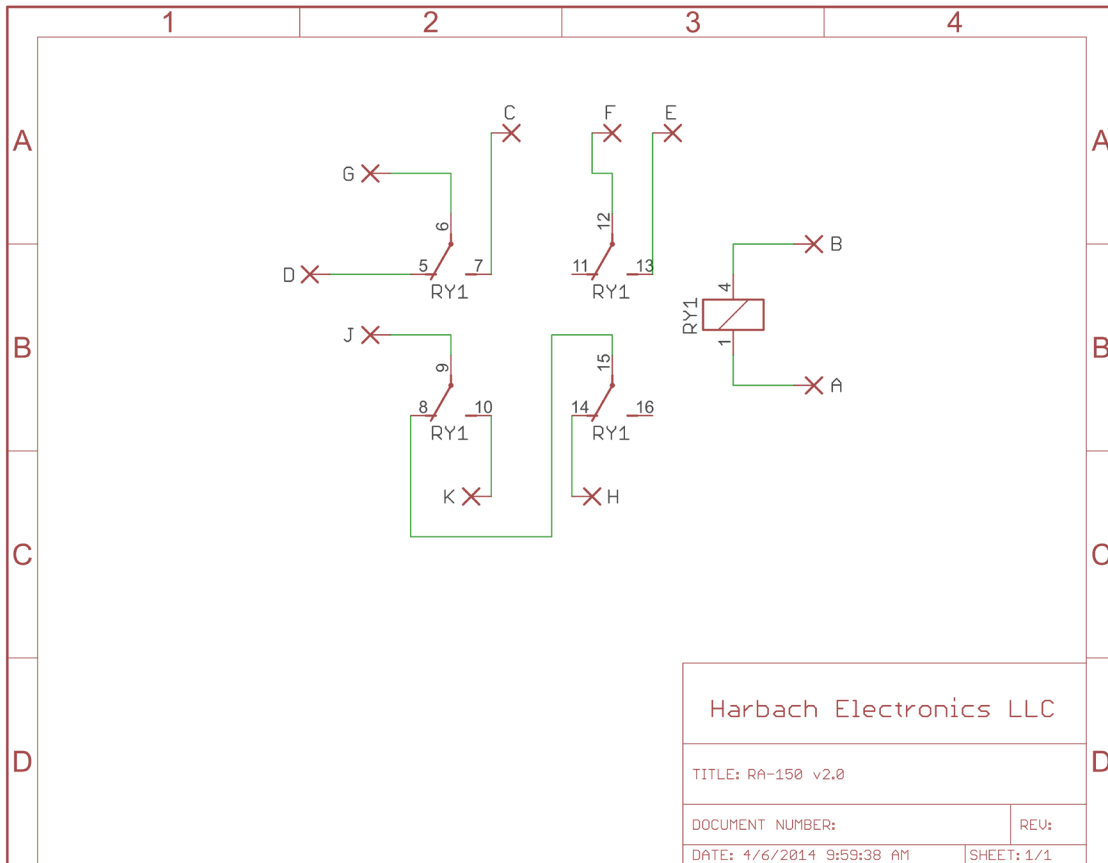 1 2 3 4
C F E
A A
G
6 12
B
D 5 7 11 13
RY1 RY1
4
RY1
J
B B
1
9 15
A
8 10 14 16
RY1 RY1
K H
C C
Harbach Electronics LLC
D D
TITLE: RA-150 v2.0
DOCUMENT NUMBER: REV:
DATE: 4/6/2014 9:59:38 AM SHEET: 1/1